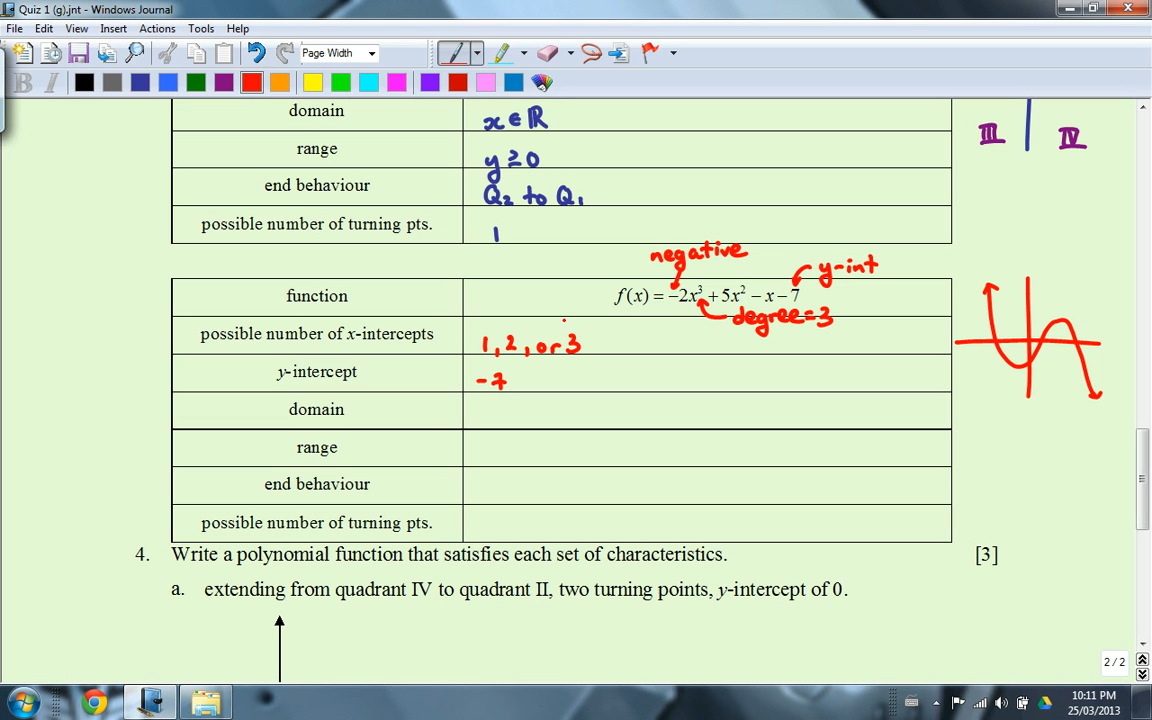 Quiz 1 (g).jnt - Windows Journal
File Edit View Insert Actions Tools Help
Page Width
B I
domain x ∈ ℝ
III IV
range y ≥ 0
end behaviour Q₂ to Q₁
possible number of turning pts. 1
negative
y-int
function f(x) = −2x³ + 5x² − x − 7
degree=3
possible number of x-intercepts 1, 2, or 3
y-intercept -7
domain
range
end behaviour
possible number of turning pts.
4. Write a polynomial function that satisfies each set of characteristics. [3]
a. extending from quadrant IV to quadrant II, two turning points, y-intercept of 0.
2 / 2
10:11 PM
25/03/2013